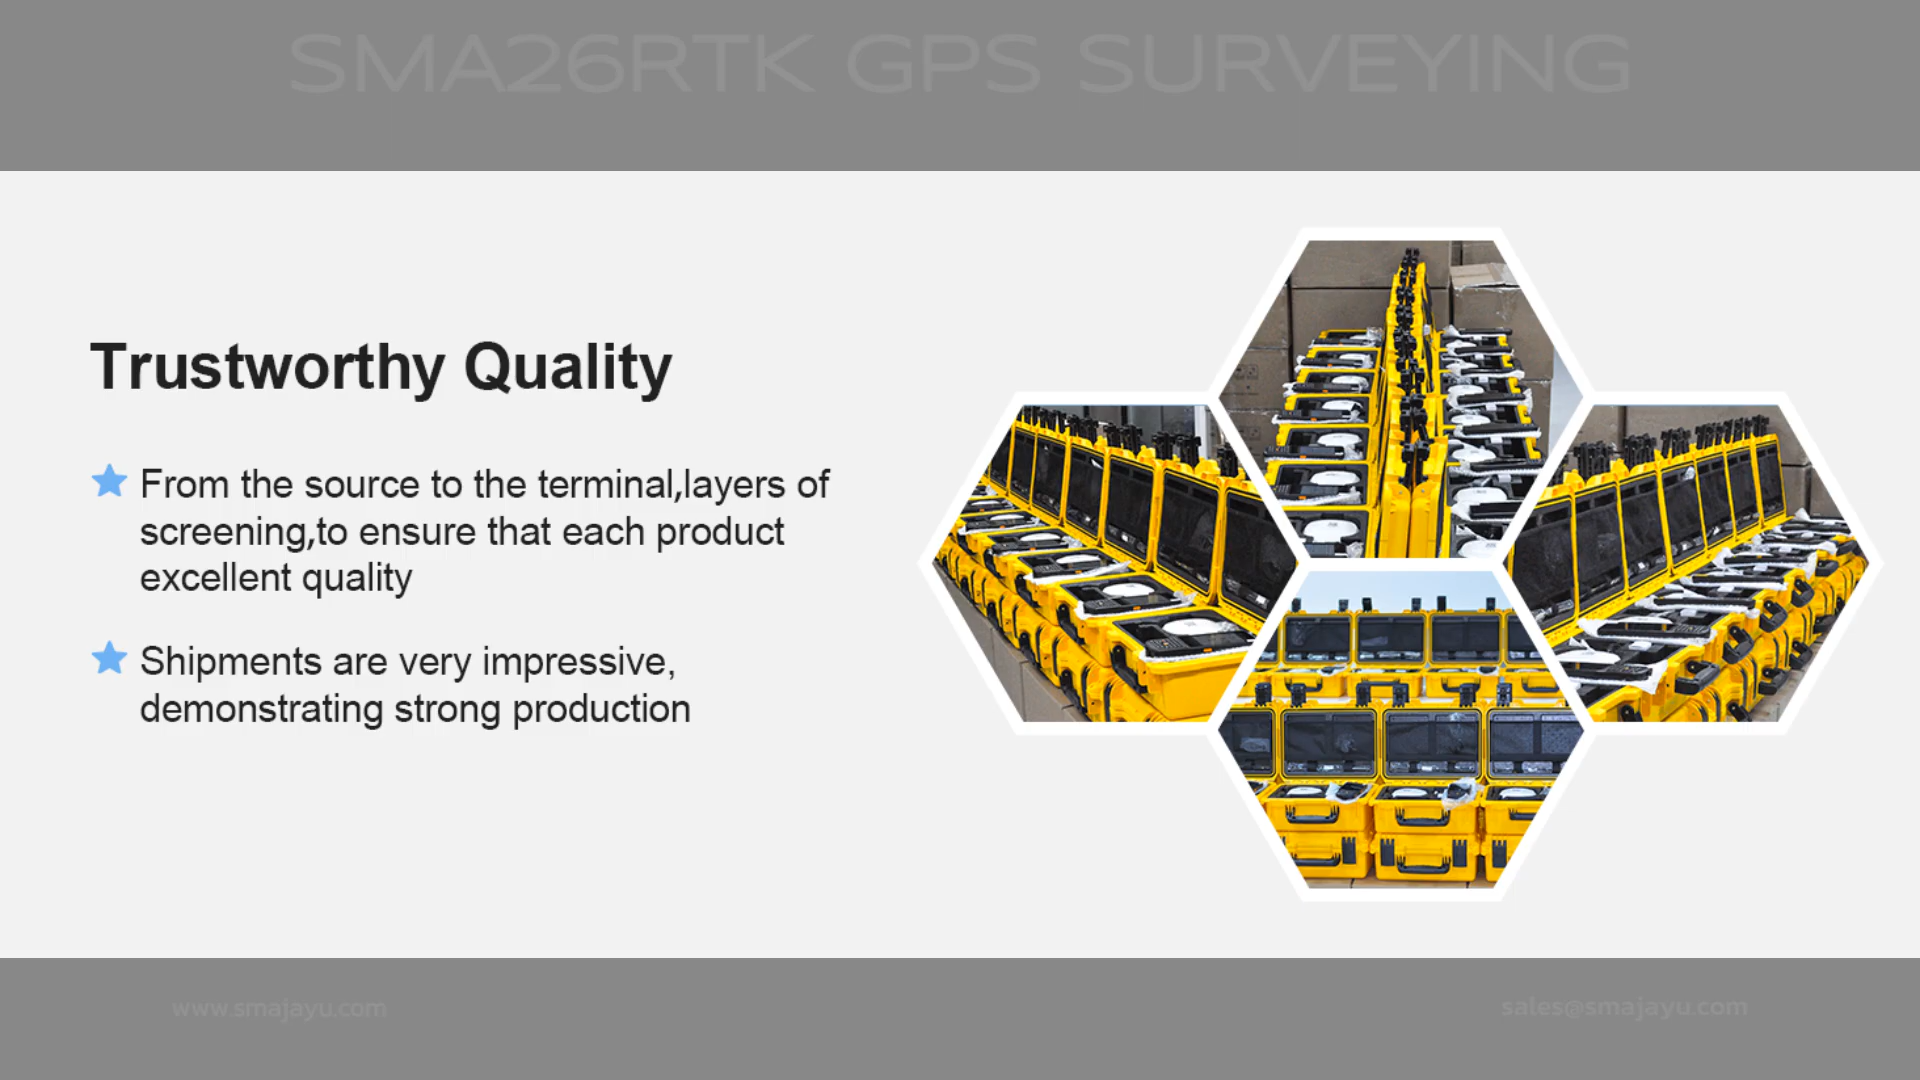 SMA26RTK GPS SURVEYING
Trustworthy Quality
From the source to the terminal,layers of
screening,to ensure that each product
excellent quality
Shipments are very impressive,
demonstrating strong production
www.smajayu.com
sales@smajayu.com